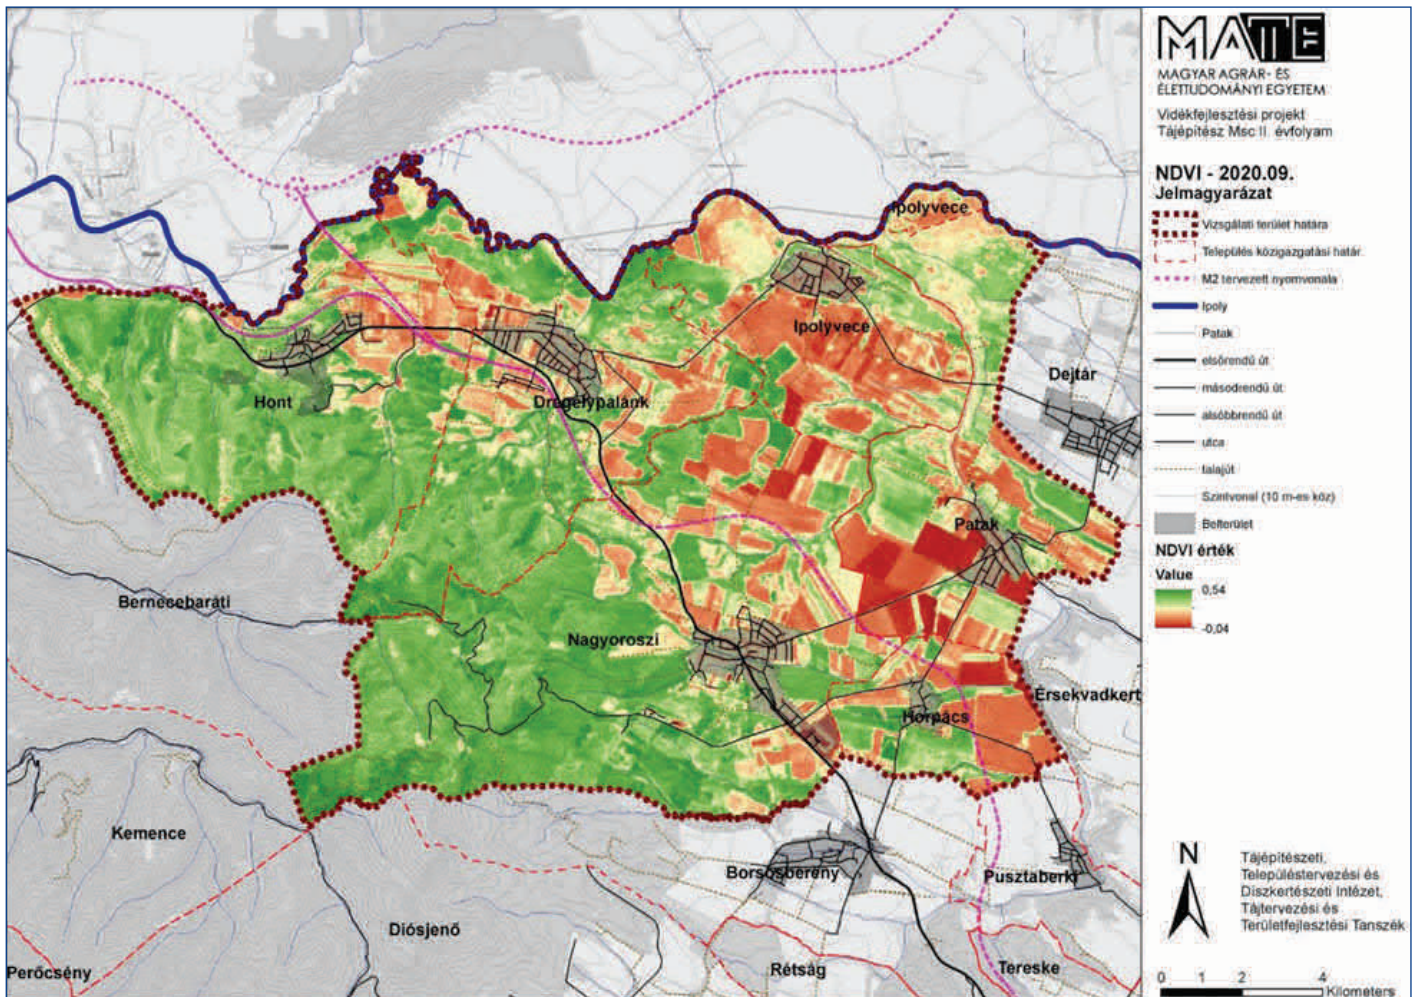 MATE
MAGYAR AGRÁR- ÉS
ÉLETTUDOMÁNYI EGYETEM
Vidékfejlesztési projekt
Tájépítész Msc II. évfolyam
NDVI - 2020.09.
Jelmagyarázat
Vizsgálati terület határa
Település közigazgatási határ
M2 tervezett nyomvonala
Ipoly
Patak
elsőrendű út
másodrendű út
alsóbbrendű út
utca
talajút
Szintvonal (10 m-es köz)
Belterület
NDVI érték
Value
0,54
-0,04
Ipolyvece
Ipolyvece
Dejtár
Hont
Drégelypalánk
Patak
Bernecebaráti
Nagyoroszi
Érsekvadkert
Horpács
Kemence
Borsosberény
Pusztaberki
Diósjenő
Perőcsény
Rétság
Tereske
N
Tájépítészeti,
Településtervezési és
Díszkertészeti Intézet,
Tájtervezési és
Területfejlesztési Tanszék
0 1 2 4
Kilometers